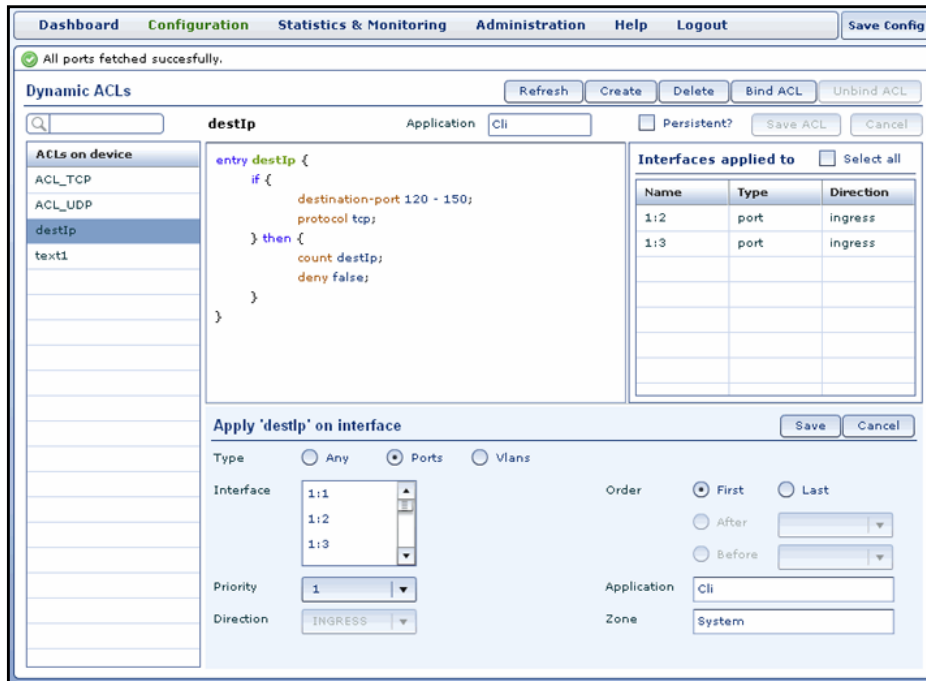 Dashboard Configuration Statistics & Monitoring Administration Help Logout Save Config
All ports fetched succesfully.
Dynamic ACLs Refresh Create Delete Bind ACL Unbind ACL
destIp Application Cli Persistent? Save ACL Cancel
ACLs on device
ACL_TCP
ACL_UDP
destIp
text1
entry destIp {
if {
destination-port 120 - 150;
protocol tcp;
} then {
count destIp;
deny false;
}
}
Interfaces applied to Select all
Name Type Direction
1:2 port ingress
1:3 port ingress
Apply 'destIp' on interface Save Cancel
Type Any Ports Vlans
Interface
1:1
1:2
1:3
Order First Last
After
Before
Priority 1
Application Cli
Direction INGRESS
Zone System